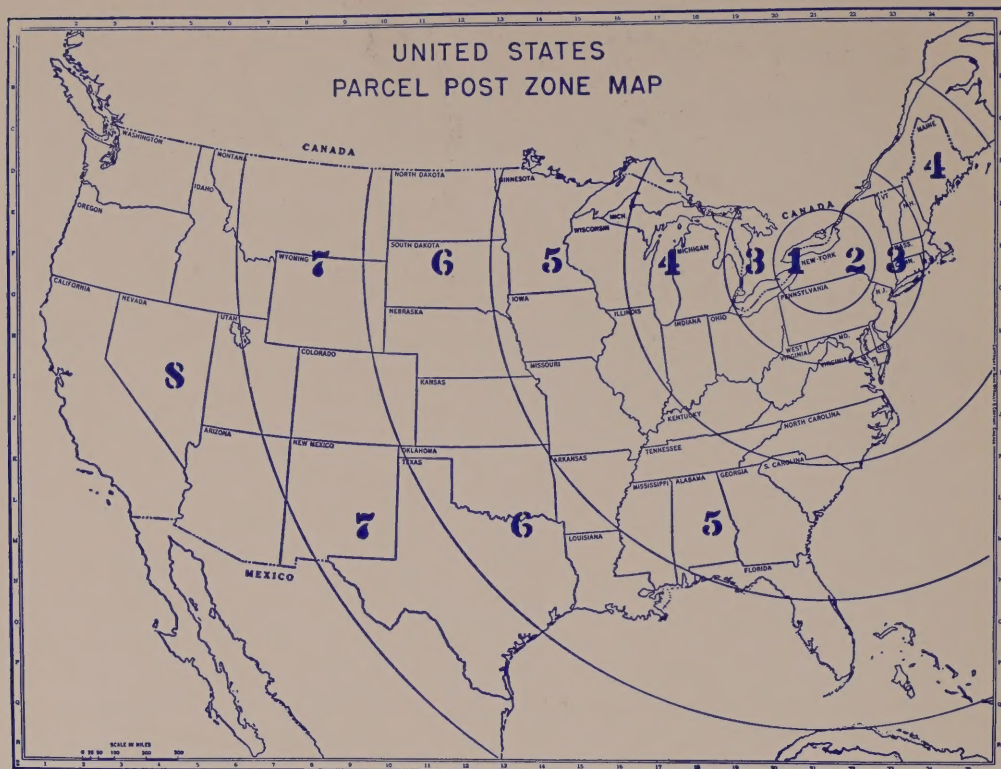 UNITED STATES
PARCEL POST ZONE MAP
WASHINGTON
MONTANA
CANADA
NORTH DAKOTA
MINNESOTA
MAINE
4
IDAHO
OREGON
MICH.
WISCONSIN
CANADA
VT.
N.H.
SOUTH DAKOTA
MICHIGAN
MASS.
WYOMING
NEW YORK
7
6
5
4
3
1
2
3
CALIFORNIA
NEVADA
UTAH
NEBRASKA
IOWA
ILLINOIS
INDIANA
OHIO
PENNSYLVANIA
N.J.
COLORADO
WEST VIRGINIA
MD.
VIRGINIA
KANSAS
MISSOURI
8
KENTUCKY
NORTH CAROLINA
ARIZONA
NEW MEXICO
OKLAHOMA
TEXAS
ARKANSAS
TENNESSEE
S. CAROLINA
MISSISSIPPI
ALABAMA
GEORGIA
7
6
5
LOUISIANA
FLORIDA
MEXICO
SCALE IN MILES